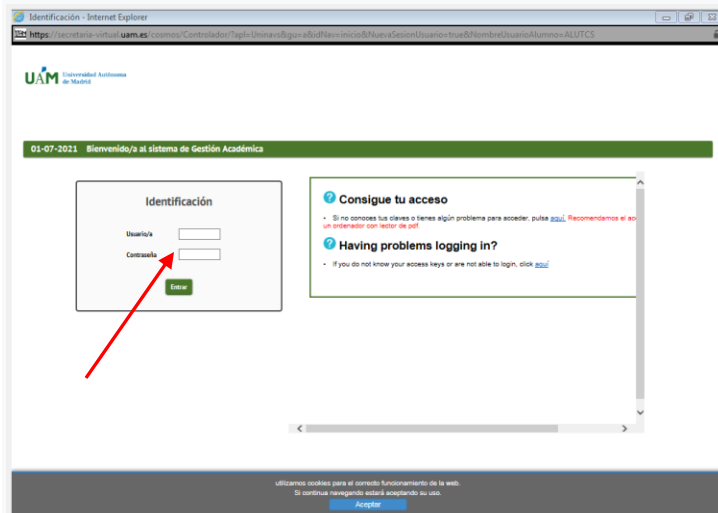 Identificación - Internet Explorer
https://secretaria-virtual.uam.es/cosmos/Controlador/?apl=Uninavs&gu=a&idNav=inicio&NuevaSesionUsuario=true&NombreUsuarioAlumno=ALUTCS
UAM Universidad Autónoma
de Madrid
01-07-2021 Bienvenido/a al sistema de Gestión Académica
Identificación
Usuario/a
Contraseña
Entrar
Consigue tu acceso
• Si no conoces tus claves o tienes algún problema para acceder, pulse aquí. Recomendamos el
un ordenador con lector de pdf.
Having problems logging in?
• If you do not know your access keys or are not able to login, click aquí
utilizamos cookies para el correcto funcionamiento de la web.
Si continua navegando estará aceptando su uso.
Aceptar